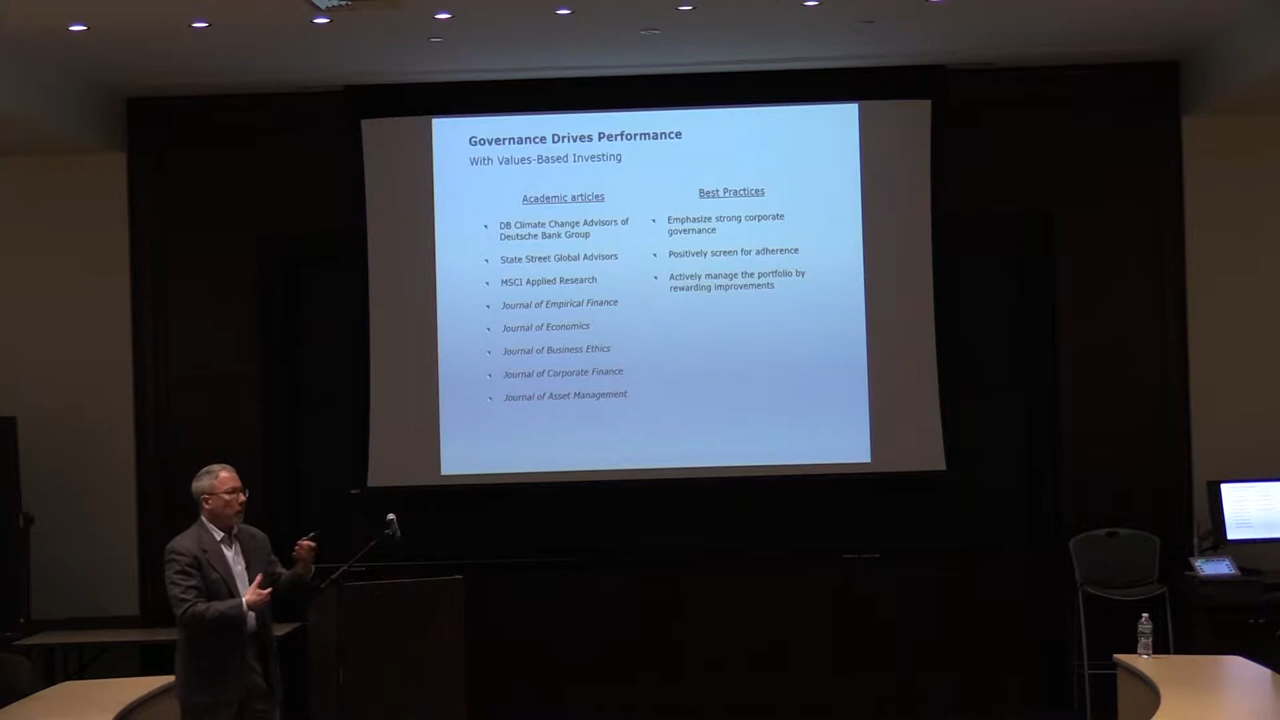 Governance Drives Performance
With Values-Based Investing
Academic articles
DB Climate Change Advisors of
Deutsche Bank Group
State Street Global Advisors
MSCI Applied Research
Journal of Empirical Finance
Journal of Economics
Journal of Business Ethics
Journal of Corporate Finance
Journal of Asset Management
Best Practices
Emphasize strong corporate
governance
Positively screen for adherence
Actively manage the portfolio by
rewarding improvements